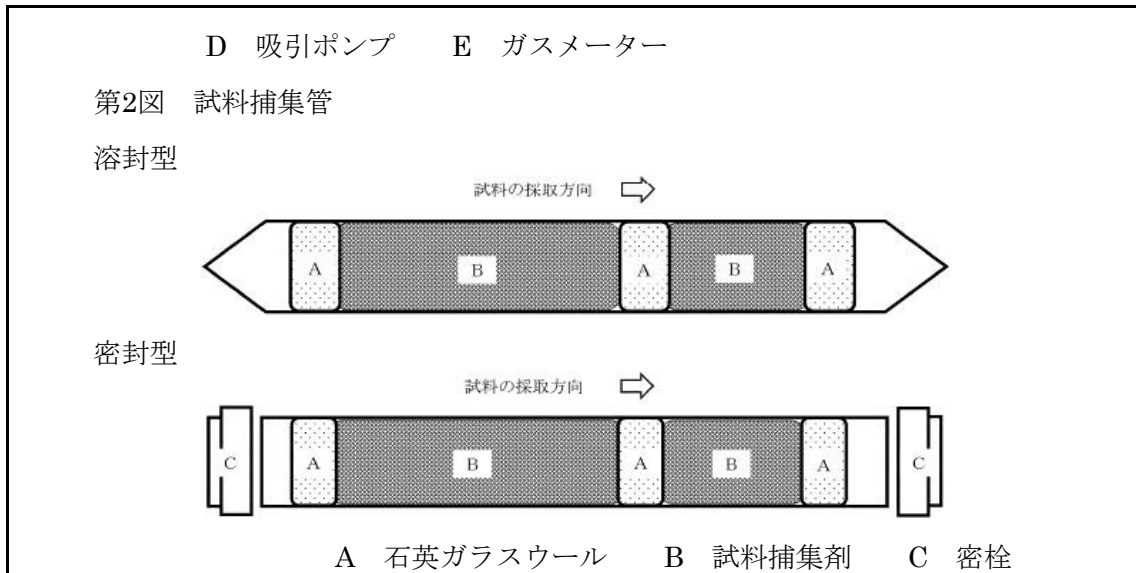 D 吸引ポンプ E ガスメーター
第2図 試料捕集管
溶封型
試料の採取方向
A B A B A
密封型
試料の採取方向
C A B A B A C
A 石英ガラスウール B 試料捕集剤 C 密栓